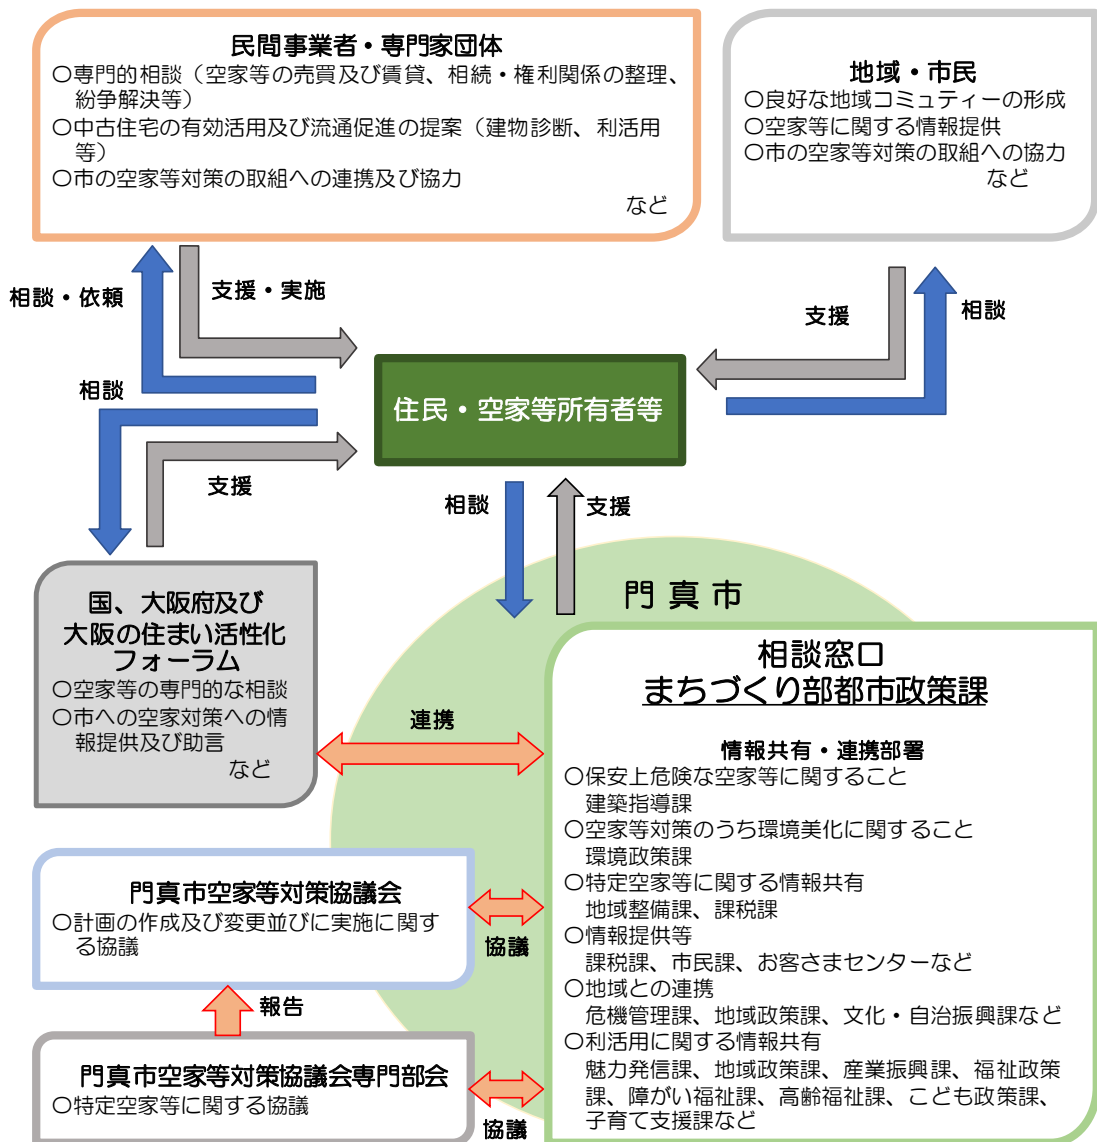 民間事業者・専門家団体
〇専門的相談（空家等の売買及び賃貸、相続・権利関係の整理、
紛争解決等）
〇中古住宅の有効活用及び流通促進の提案（建物診断、利活用
等）
〇市の空家等対策の取組への連携及び協力
など
地域・市民
〇良好な地域コミュティーの形成
〇空家等に関する情報提供
〇市の空家等対策の取組への協力
など
相談・依頼
支援・実施
支援
相談
相談
支援
住民・空家等所有者等
相談
支援
門真市
国、大阪府及び
大阪の住まい活性化
フォーラム
〇空家等の専門的な相談
〇市への空家対策への情
報提供及び助言
など
連携
相談窓口
まちづくり部都市政策課
情報共有・連携部署
〇保安上危険な空家等に関すること
建築指導課
〇空家等対策のうち環境美化に関すること
環境政策課
〇特定空家等に関する情報共有
地域整備課、課税課
〇情報提供等
課税課、市民課、お客さまセンターなど
〇地域との連携
危機管理課、地域政策課、文化・自治振興課など
〇利活用に関する情報共有
魅力発信課、地域政策課、産業振興課、福祉政策
課、障がい福祉課、高齢福祉課、こども政策課、
子育て支援課など
門真市空家等対策協議会
〇計画の作成及び変更並びに実施に関す
る協議
協議
報告
門真市空家等対策協議会専門部会
〇特定空家等に関する協議
協議